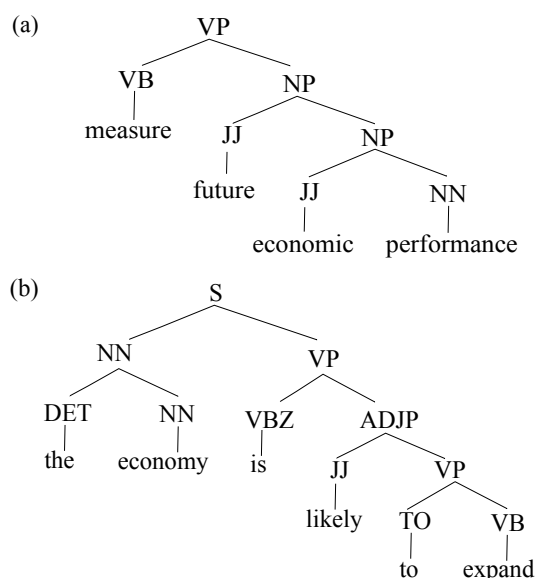 (a) VP
VB NP
measure JJ NP
future JJ NN
economic performance
(b) S
NN VP
DET NN VBZ ADJP
the economy is JJ VP
likely TO VB
to expand